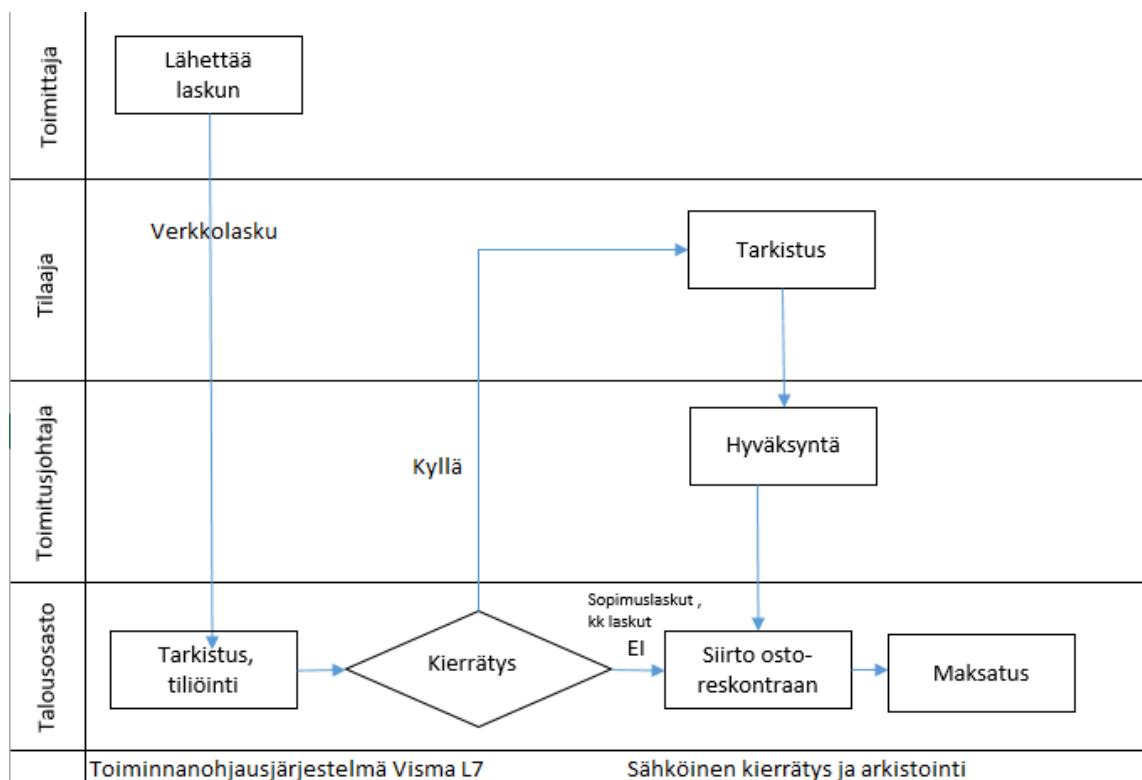 Toimittaja
Lähettää
laskun
Tilaaja
Verkkolasku
Tarkistus
Toimitusjohtaja
Kyllä
Hyväksyntä
Talousosasto
Tarkistus,
tiliöinti
Kierrätys
Sopimuslaskut ,
kk laskut
EI
Siirto osto-
reskontraan
Maksatus
Toiminnanohjausjärjestelmä Visma L7
Sähköinen kierrätys ja arkistointi